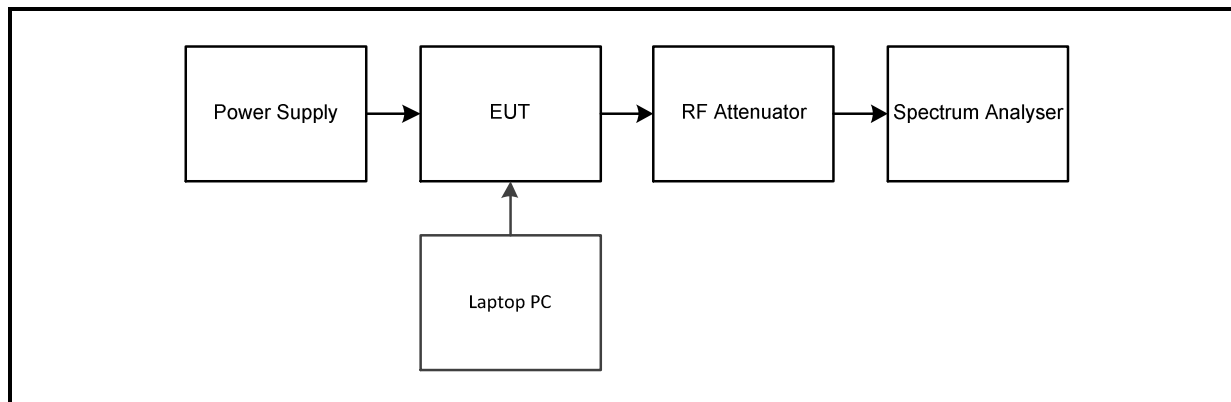 Power Supply
EUT
RF Attenuator
Spectrum Analyser
Laptop PC